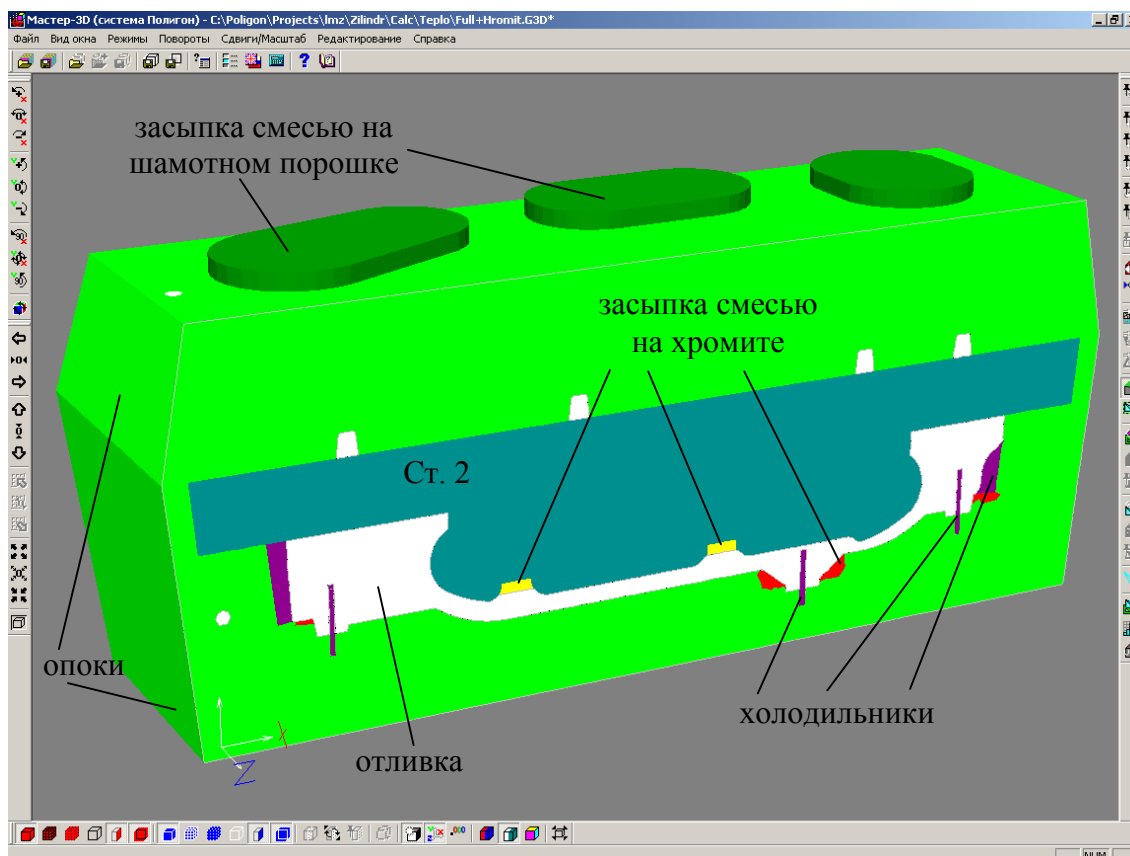 Мастер-3D (система Полигон) - C:\Poligon\Projects\lmz\Zilindr\Calc\Teplo\Full+Hromit.G3D*
Файл Вид окна Режимы Повороты Сдвиги/Масштаб Редактирование Справка
засыпка смесью на
шамотном порошке
засыпка смесью
на хромите
Ст. 2
опоки
отливка
холодильники
X
Z
NUM